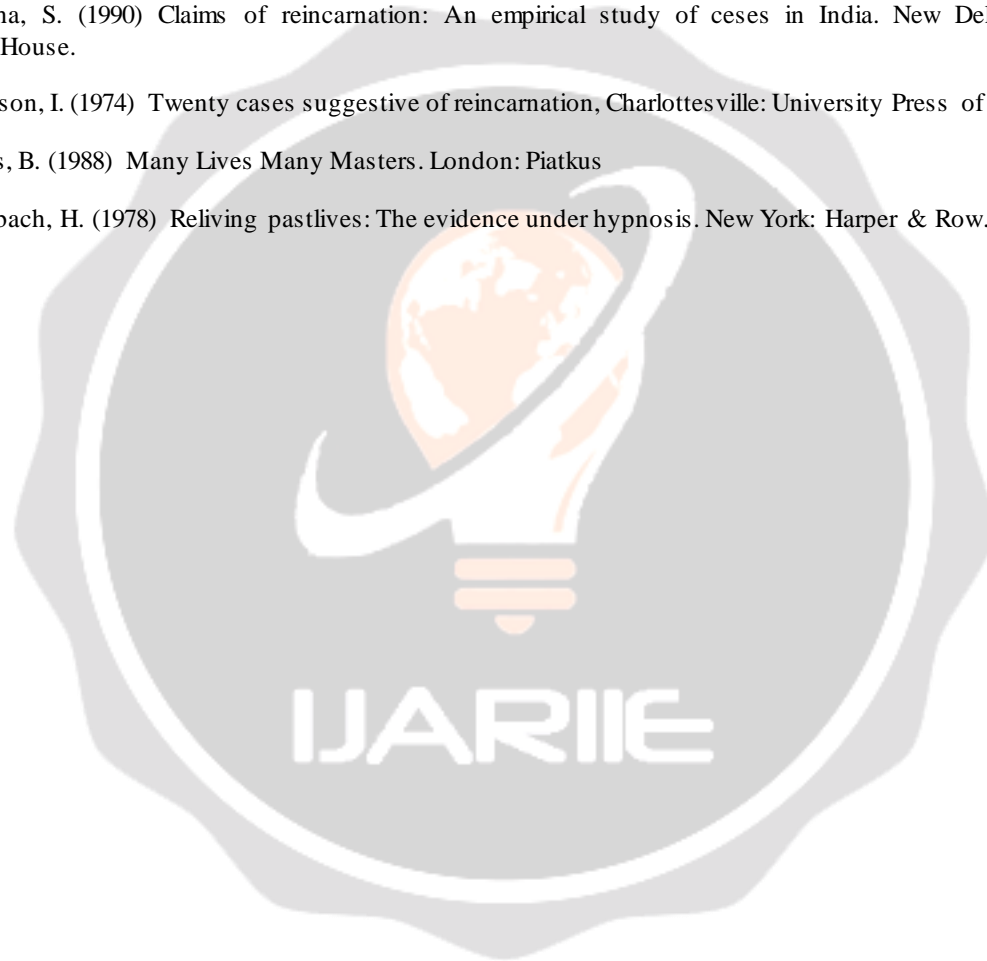 na, S. (1990) Claims of reincarnation: An empirical study of ceses in India. New Del
House.
son, I. (1974) Twenty cases suggestive of reincarnation, Charlottesville: University Press of
s, B. (1988) Many Lives Many Masters. London: Piatkus
bach, H. (1978) Reliving pastlives: The evidence under hypnosis. New York: Harper & Row.
IJARIIE